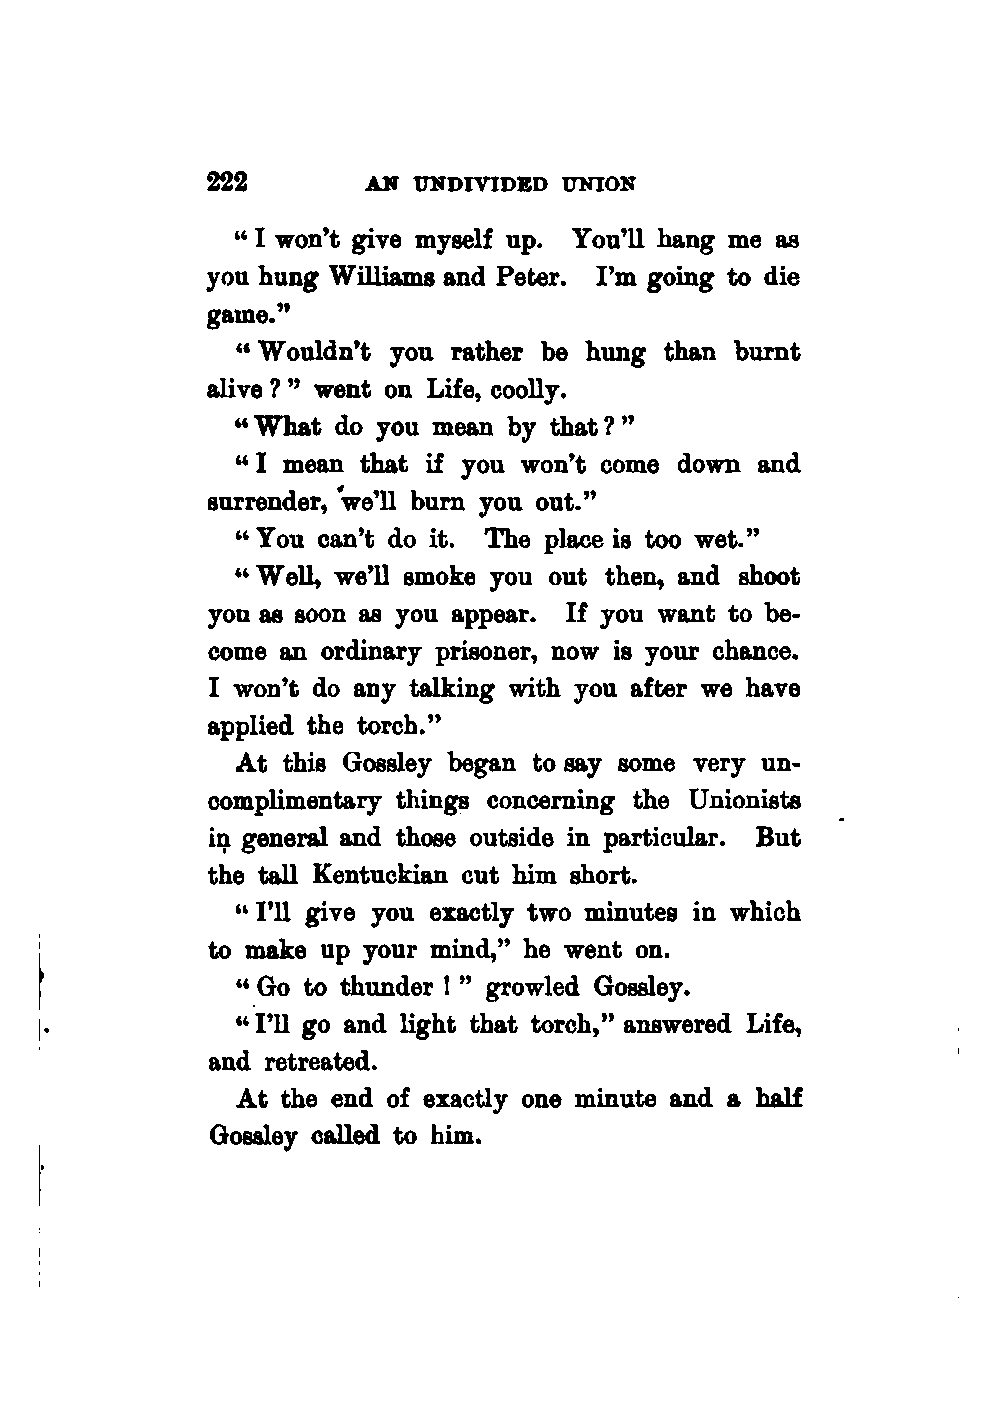 222 AN UNDIVIDED UNION
“ I won’t give myself up. You’ll hang me as
you hung Williams and Peter. I’m going to die
game.”
“ Wouldn’t you rather be hung than burnt
alive ? ” went on Life, coolly.
“ What do you mean by that ? ”
“ I mean that if you won’t come down and
surrender, we’ll burn you out.”
“ You can’t do it. The place is too wet.”
“ Well, we’ll smoke you out then, and shoot
you as soon as you appear. If you want to be-
come an ordinary prisoner, now is your chance.
I won’t do any talking with you after we have
applied the torch.”
At this Gossley began to say some very un-
complimentary things concerning the Unionists
in general and those outside in particular. But
the tall Kentuckian cut him short.
“ I’ll give you exactly two minutes in which
to make up your mind,” he went on.
“ Go to thunder ! ” growled Gossley.
“ I’ll go and light that torch,” answered Life,
and retreated.
At the end of exactly one minute and a half
Gossley called to him.